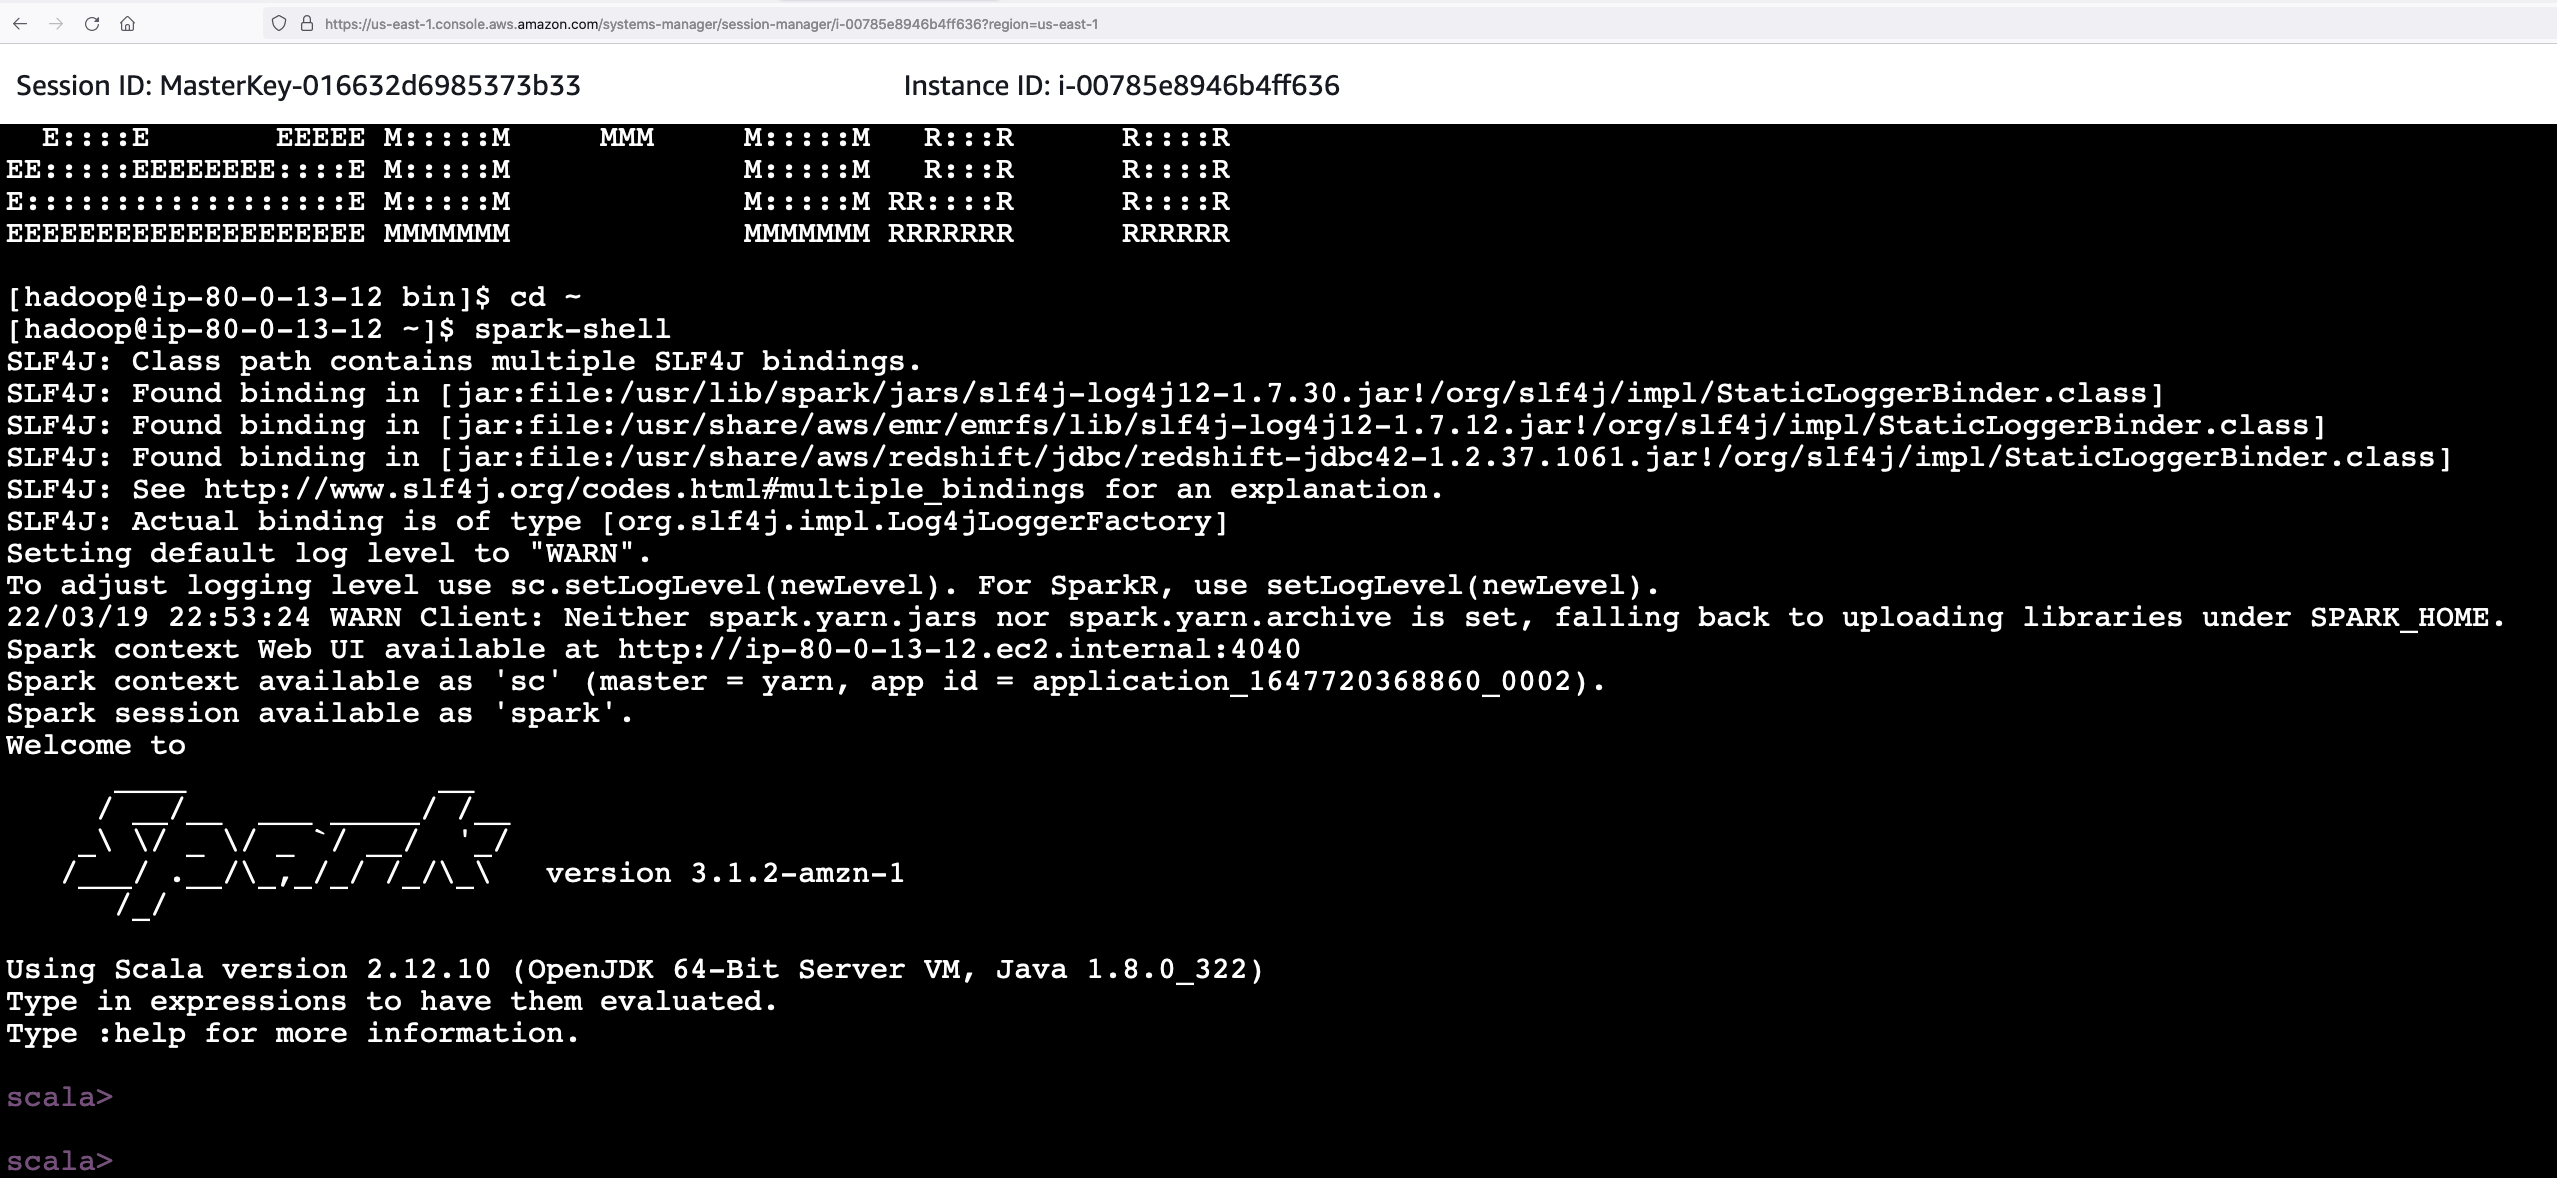 https://us-east-1.console.aws.amazon.com/systems-manager/session-manager/i-00785e8946b4ff636?region=us-east-1
Session ID: MasterKey-016632d6985373b33 Instance ID: i-00785e8946b4ff636
  E::::E       EEEEE M:::::M     MMM     M:::::M   R:::R      R::::R
EE:::::EEEEEEEE::::E M:::::M             M:::::M   R:::R      R::::R
E::::::::::::::::::E M:::::M             M:::::M RR::::R      R::::R
EEEEEEEEEEEEEEEEEEEE MMMMMMM             MMMMMMM RRRRRRR      RRRRRR
[hadoop@ip-80-0-13-12 bin]$ cd ~
[hadoop@ip-80-0-13-12 ~]$ spark-shell
SLF4J: Class path contains multiple SLF4J bindings.
SLF4J: Found binding in [jar:file:/usr/lib/spark/jars/slf4j-log4j12-1.7.30.jar!/org/slf4j/impl/StaticLoggerBinder.class]
SLF4J: Found binding in [jar:file:/usr/share/aws/emr/emrfs/lib/slf4j-log4j12-1.7.12.jar!/org/slf4j/impl/StaticLoggerBinder.class]
SLF4J: Found binding in [jar:file:/usr/share/aws/redshift/jdbc/redshift-jdbc42-1.2.37.1061.jar!/org/slf4j/impl/StaticLoggerBinder.class]
SLF4J: See http://www.slf4j.org/codes.html#multiple_bindings for an explanation.
SLF4J: Actual binding is of type [org.slf4j.impl.Log4jLoggerFactory]
Setting default log level to "WARN".
To adjust logging level use sc.setLogLevel(newLevel). For SparkR, use setLogLevel(newLevel).
22/03/19 22:53:24 WARN Client: Neither spark.yarn.jars nor spark.yarn.archive is set, falling back to uploading libraries under SPARK_HOME.
Spark context Web UI available at http://ip-80-0-13-12.ec2.internal:4040
Spark context available as 'sc' (master = yarn, app id = application_1647720368860_0002).
Spark session available as 'spark'.
Welcome to
      ____              __
     / __/__  ___ _____/ /__
    _\ \/ _ \/ _ `/ __/  '_/
   /___/ .__/\_,_/_/ /_/\_\   version 3.1.2-amzn-1
      /_/
Using Scala version 2.12.10 (OpenJDK 64-Bit Server VM, Java 1.8.0_322)
Type in expressions to have them evaluated.
Type :help for more information.
scala>
scala>